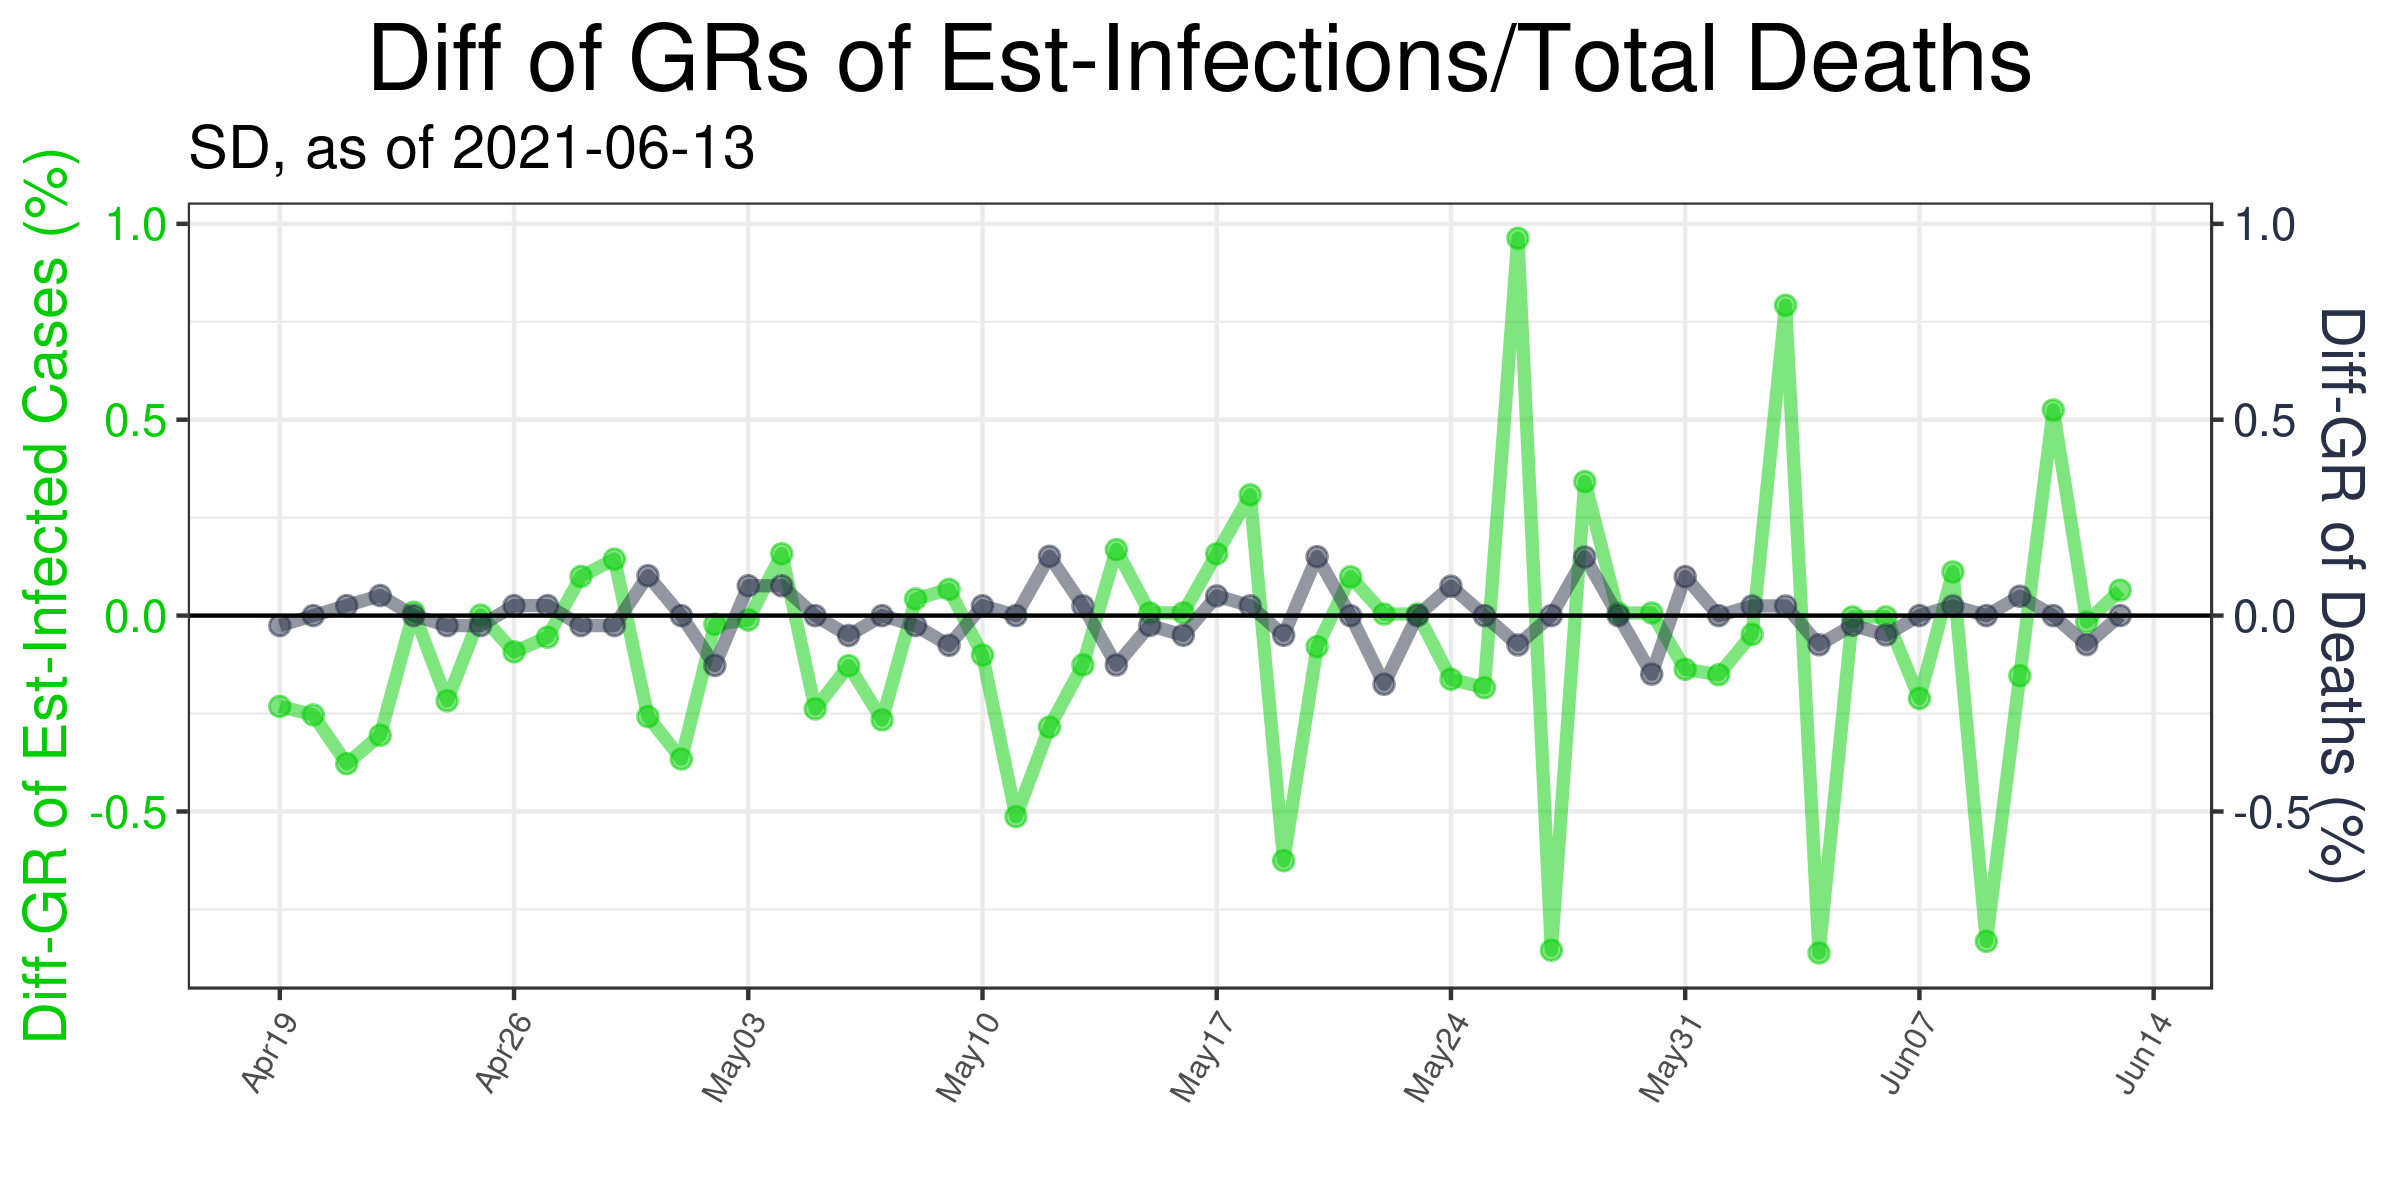 Diff of GRs of Est-Infections/Total Deaths
SD, as of 2021-06-13
Diff-GR of Est-Infected Cases (%)
1.0
0.5
0.0
-0.5
1.0
0.5
0.0
-0.5
Diff-GR of Deaths (%)
Apr19
Apr26
May03
May10
May17
May24
May31
Jun07
Jun14